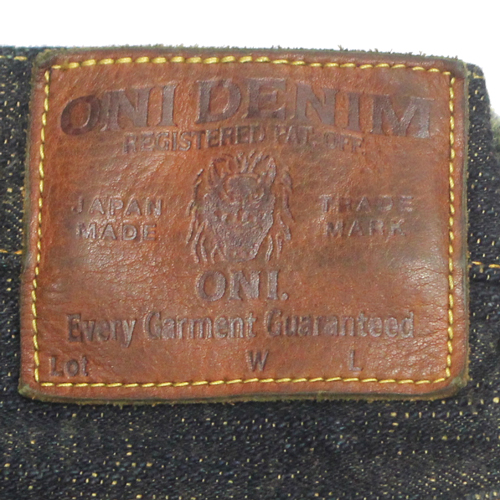 ONI DENIM
REGISTERED PAT. OFF.
JAPAN MADE TRADE MARK
ONI.
Every Garment Guaranteed
Lot W L